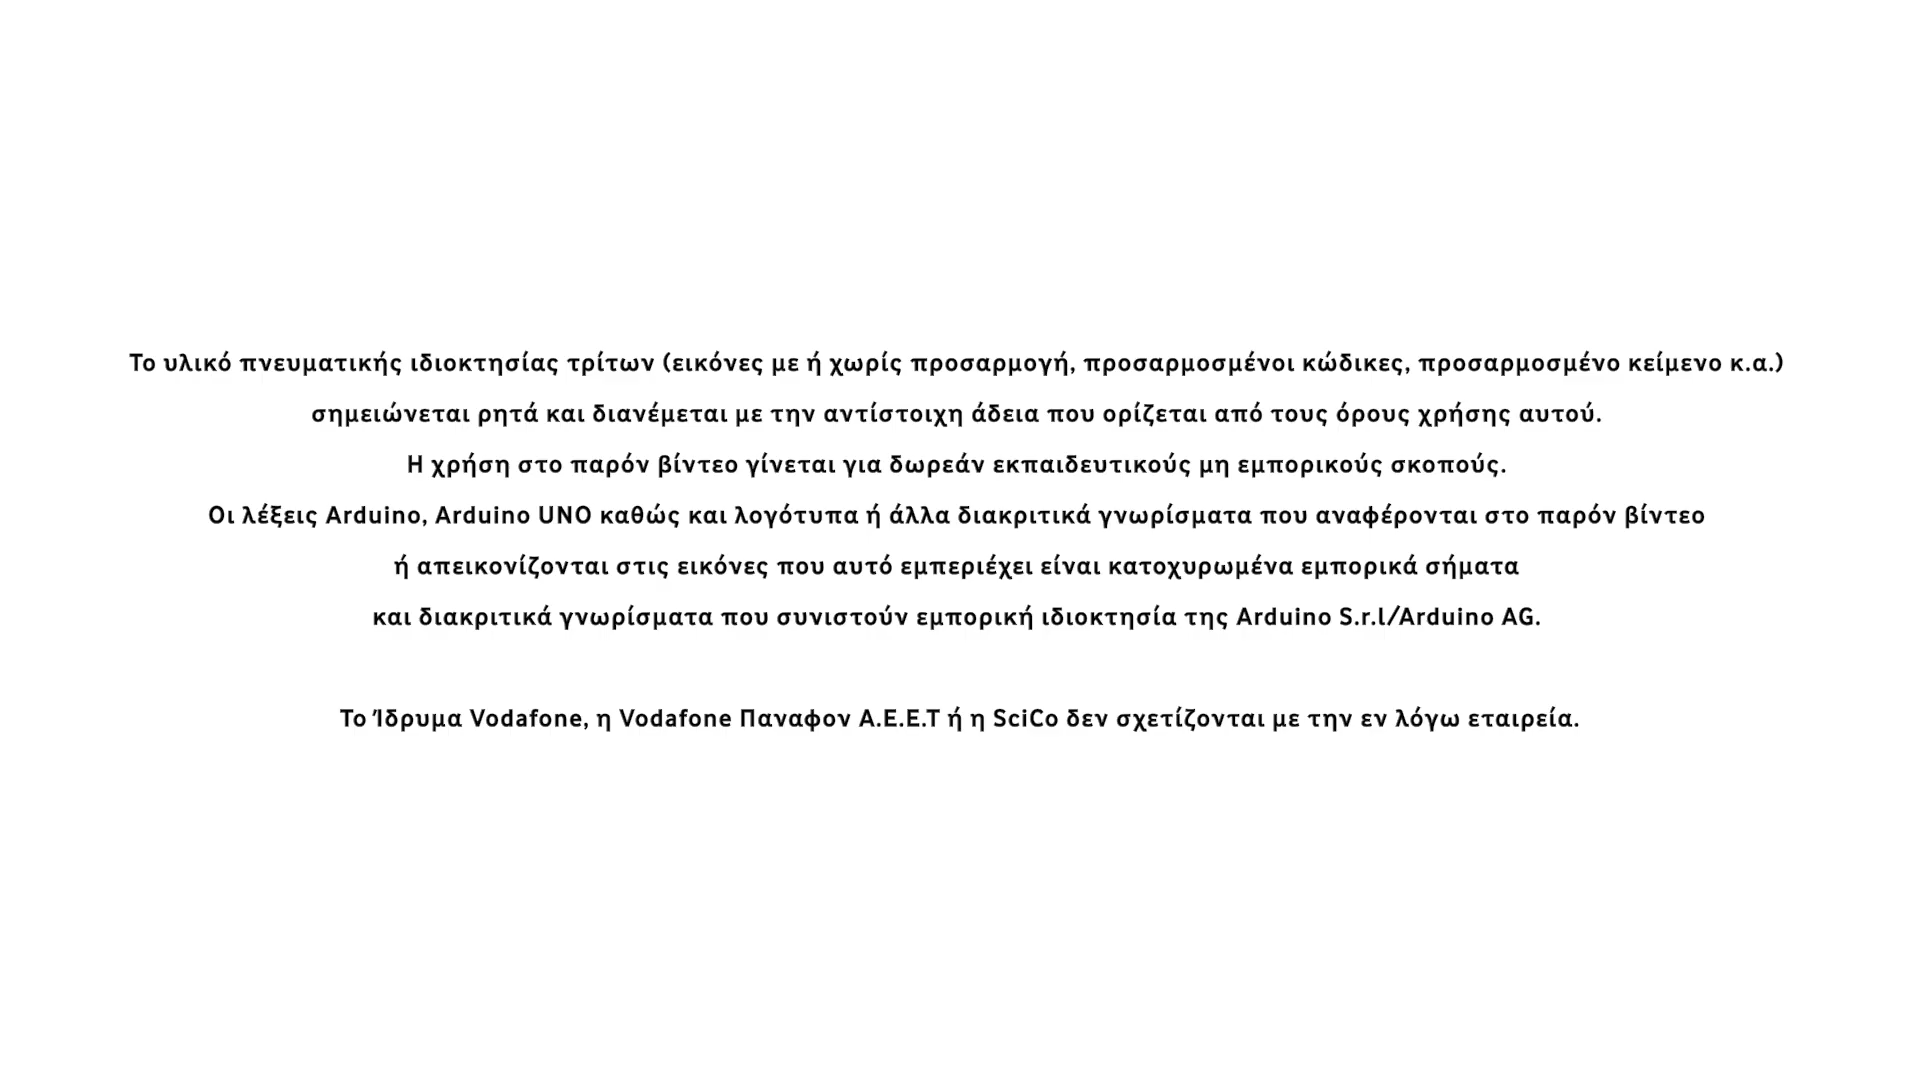 Το υλικό πνευματικής ιδιοκτησίας τρίτων (εικόνες με ή χωρίς προσαρμογή, προσαρμοσμένοι κώδικες, προσαρμοσμένο κείμενο κ.α.)
σημειώνεται ρητά και διανέμεται με την αντίστοιχη άδεια που ορίζεται από τους όρους χρήσης αυτού.
Η χρήση στο παρόν βίντεο γίνεται για δωρεάν εκπαιδευτικούς μη εμπορικούς σκοπούς.
Οι λέξεις Arduino, Arduino UNO καθώς και λογότυπα ή άλλα διακριτικά γνωρίσματα που αναφέρονται στο παρόν βίντεο
ή απεικονίζονται στις εικόνες που αυτό εμπεριέχει είναι κατοχυρωμένα εμπορικά σήματα
και διακριτικά γνωρίσματα που συνιστούν εμπορική ιδιοκτησία της Arduino S.r.l/Arduino AG.
Το Ίδρυμα Vodafone, η Vodafone Παναφον Α.Ε.Ε.Τ ή η SciCo δεν σχετίζονται με την εν λόγω εταιρεία.